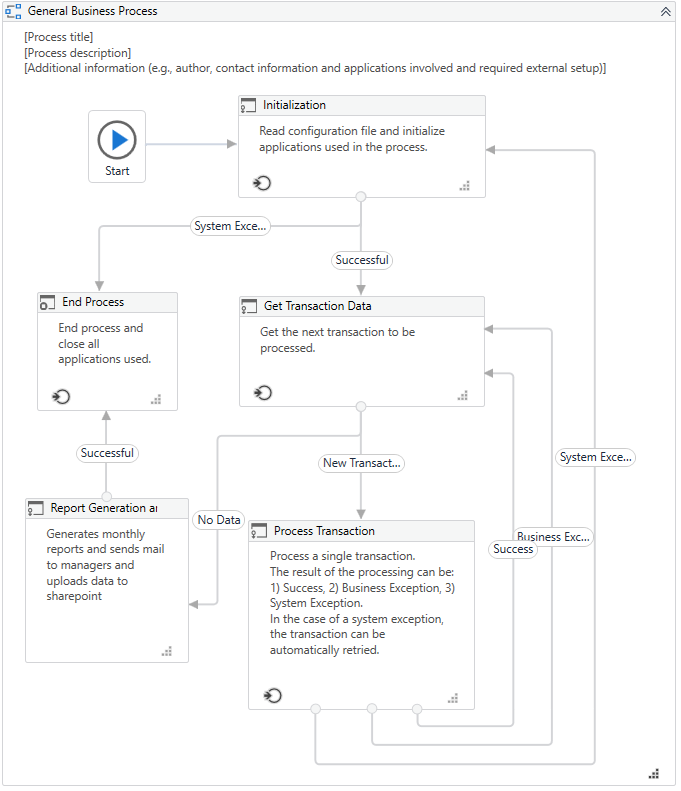 General Business Process
[Process title]
[Process description]
[Additional information (e.g., author, contact information and applications involved and required external setup)]
Start
Initialization
Read configuration file and initialize
applications used in the process.
System Exce...
Successful
End Process
End process and
close all
applications used.
Get Transaction Data
Get the next transaction to be
processed.
Successful
New Transact...
System Exce...
Report Generation ar
Generates monthly
reports and sends mail
to managers and
uploads data to
sharepoint
No Data
Process Transaction
Process a single transaction.
The result of the processing can be:
1) Success, 2) Business Exception, 3)
System Exception.
In the case of a system exception,
the transaction can be
automatically retried.
Business Exc...
Success